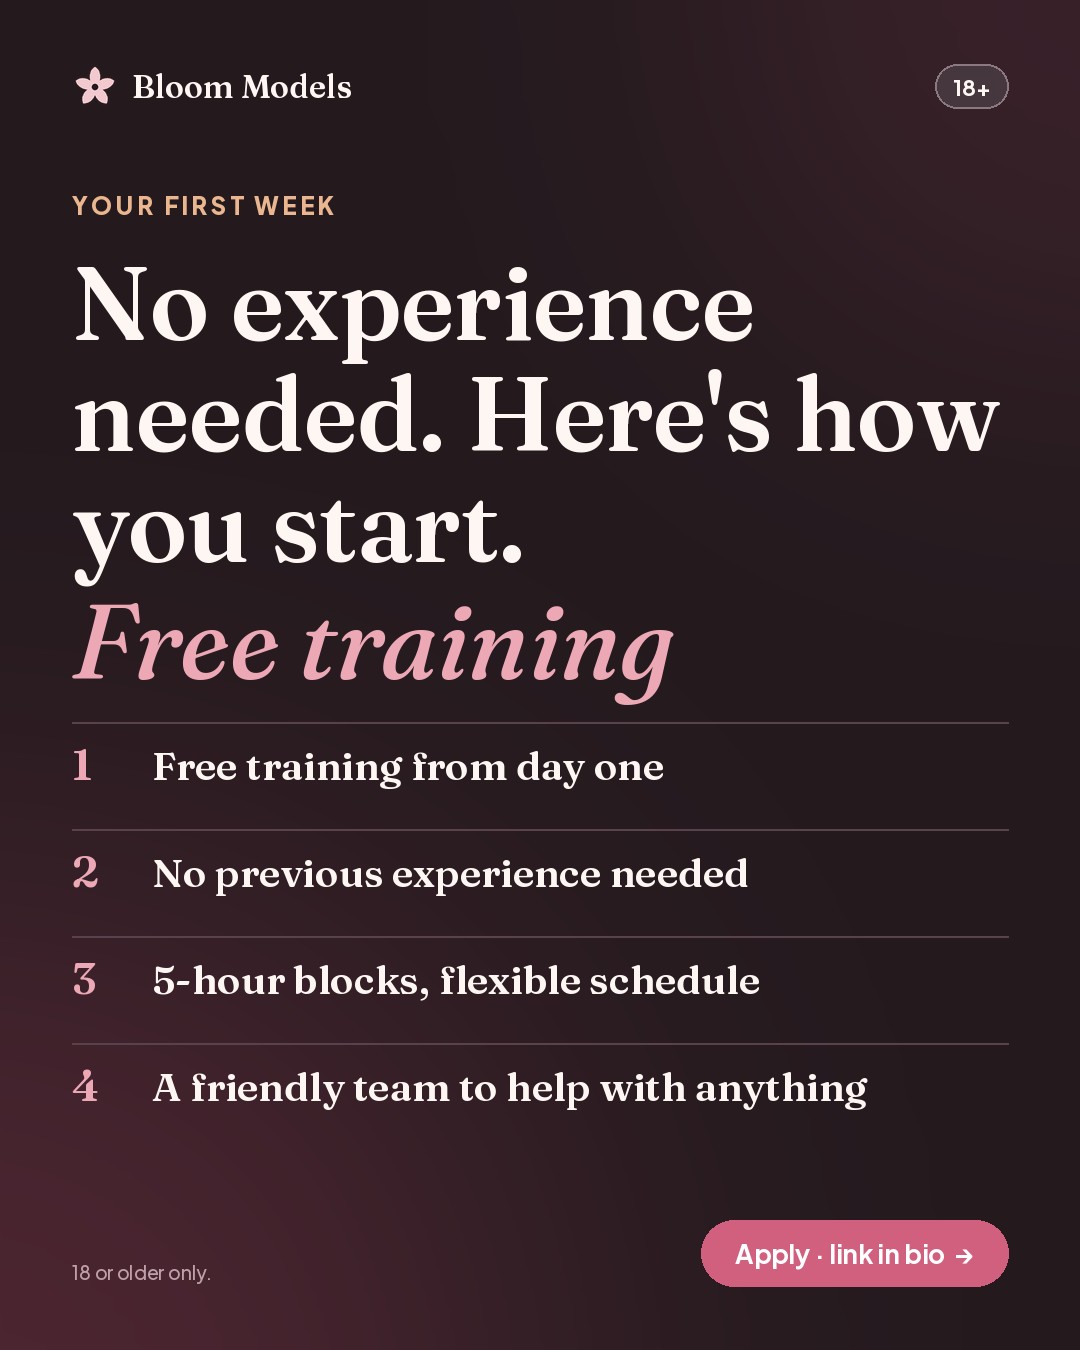 Bloom Models
18+
YOUR FIRST WEEK
No experience
needed. Here's how
you start.
Free training
1 Free training from day one
2 No previous experience needed
3 5-hour blocks, flexible schedule
4 A friendly team to help with anything
18 or older only.
Apply · link in bio →